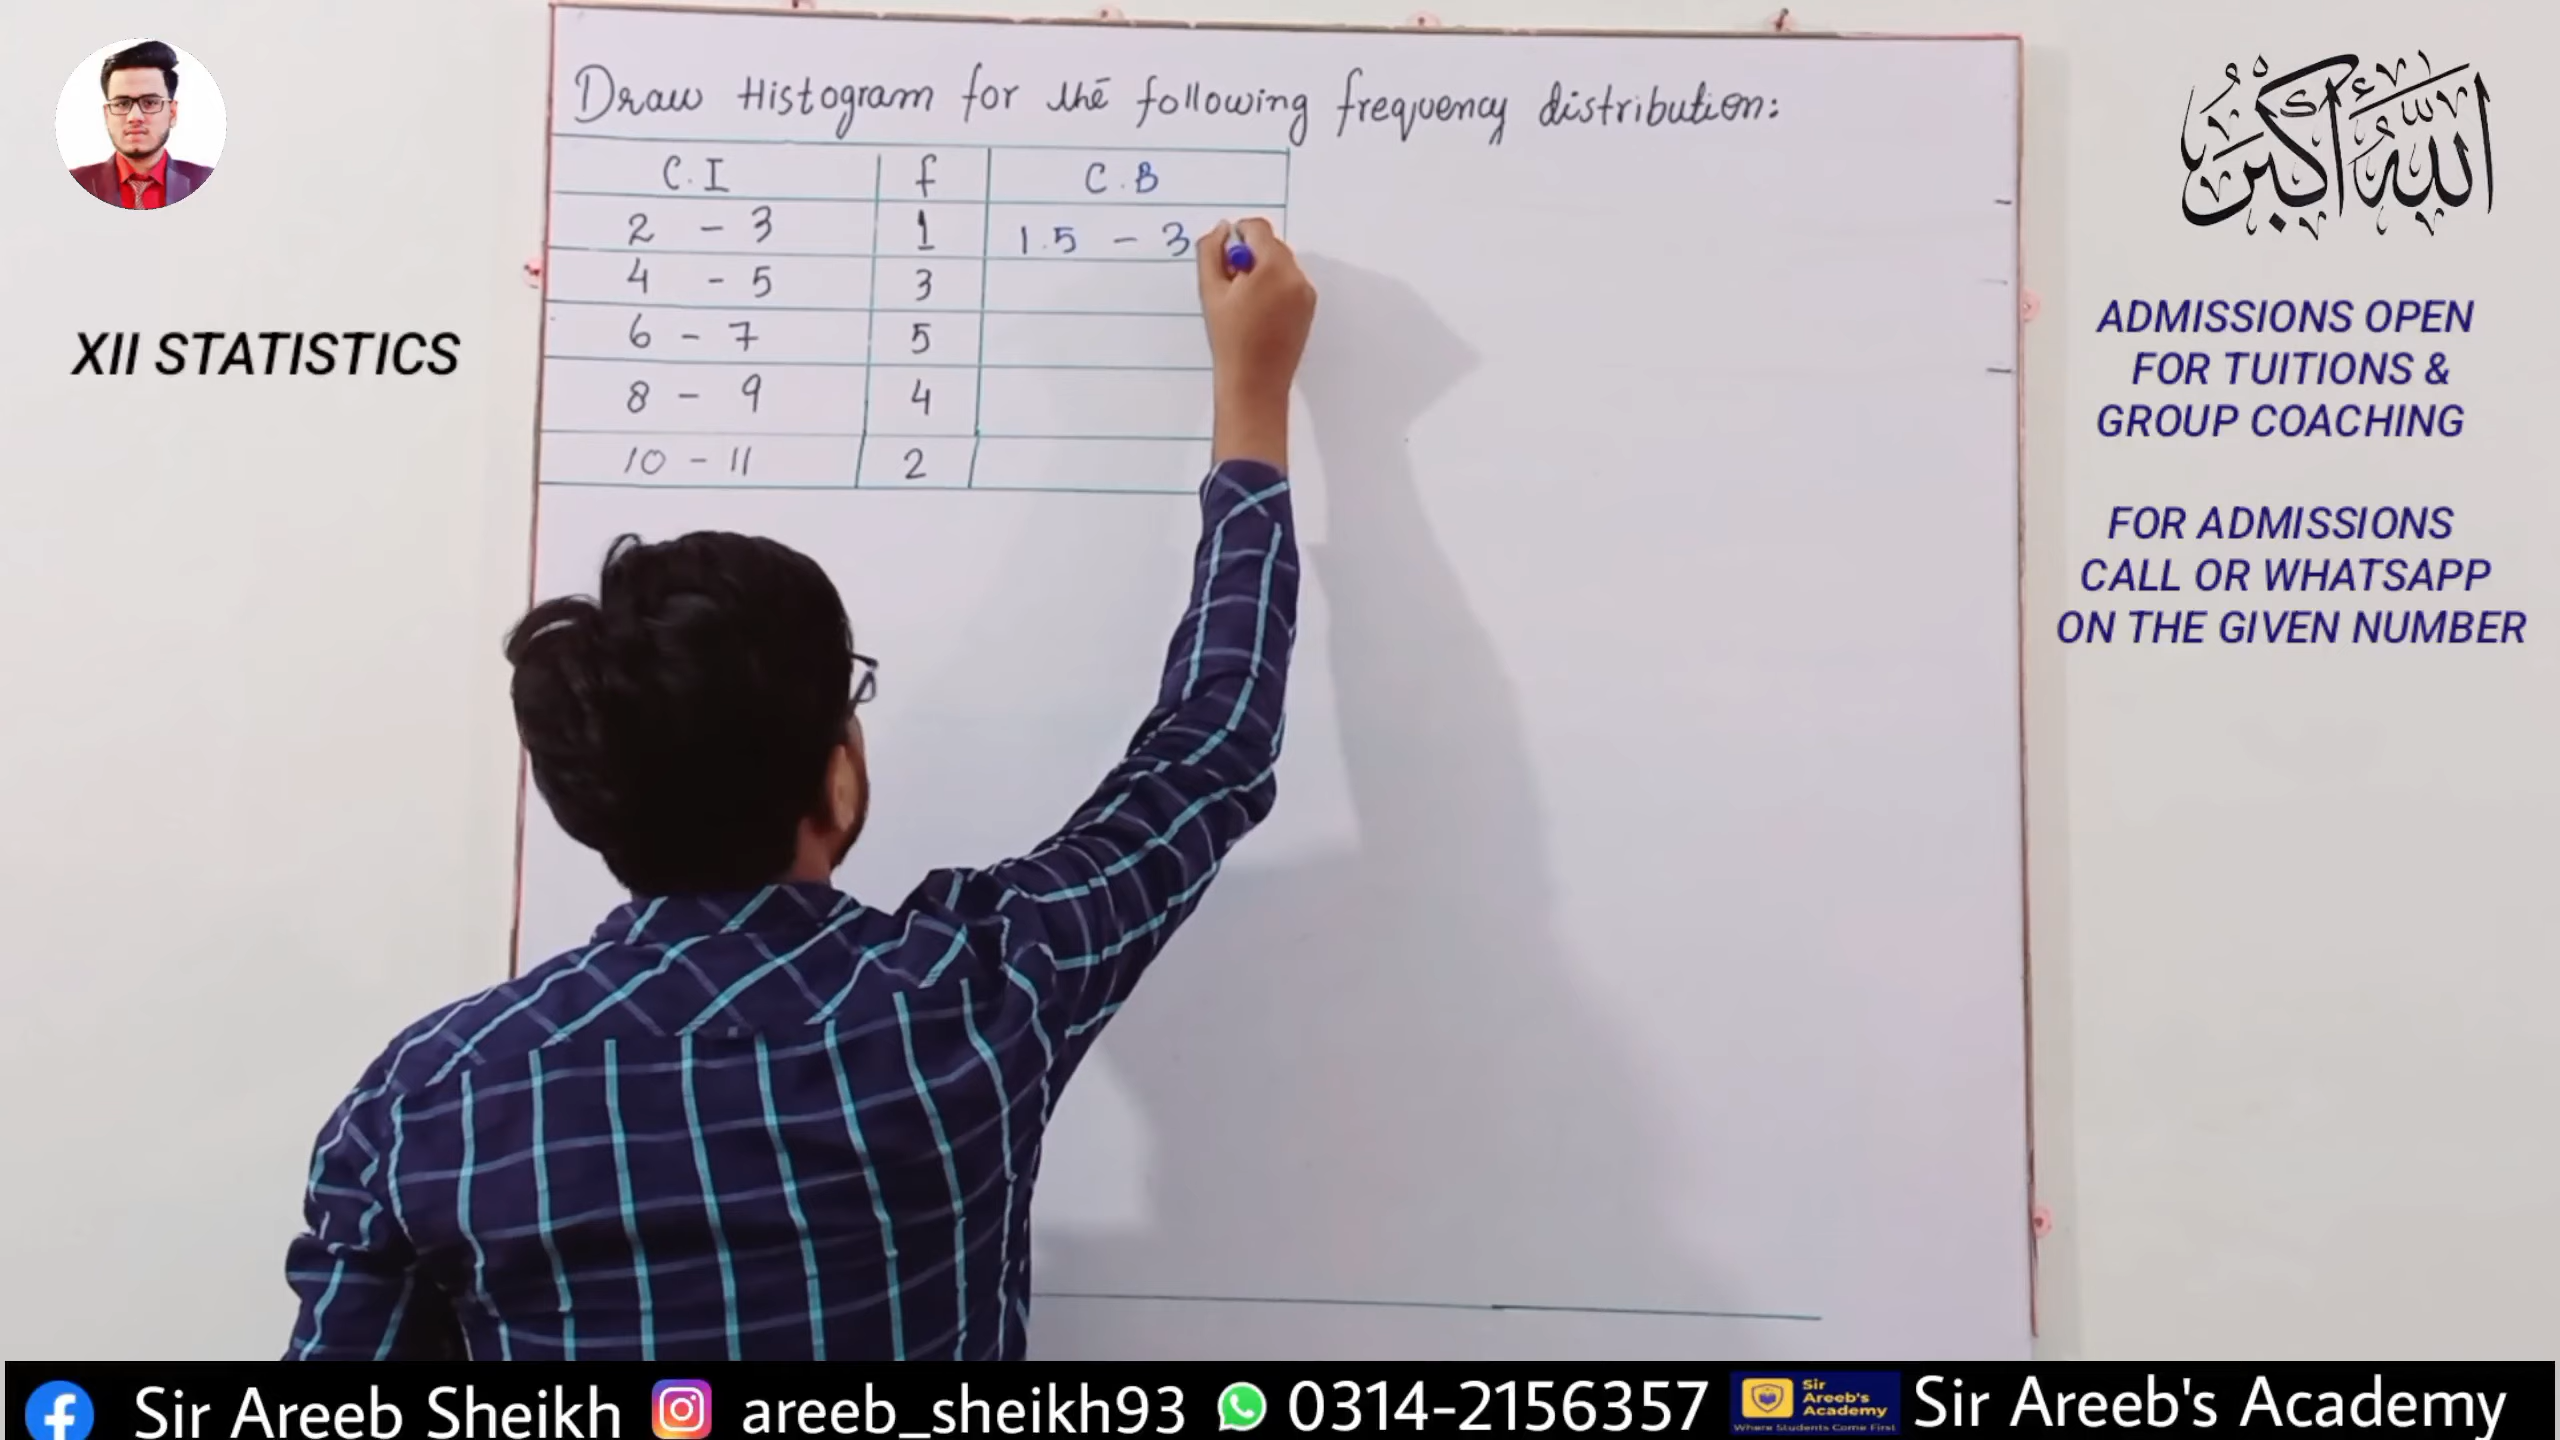 Draw Histogram for the following frequency distribution:
C.I f C.B
2 - 3 1 1.5 - 3
4 - 5 3
6 - 7 5
8 - 9 4
10 - 11 2
XII STATISTICS
الله أكبر
ADMISSIONS OPEN
FOR TUITIONS &
GROUP COACHING
FOR ADMISSIONS
CALL OR WHATSAPP
ON THE GIVEN NUMBER
Sir Areeb Sheikh areeb_sheikh93 0314-2156357 Sir Areeb's Academy
Sir
Areeb's
Academy
Where Students Come First